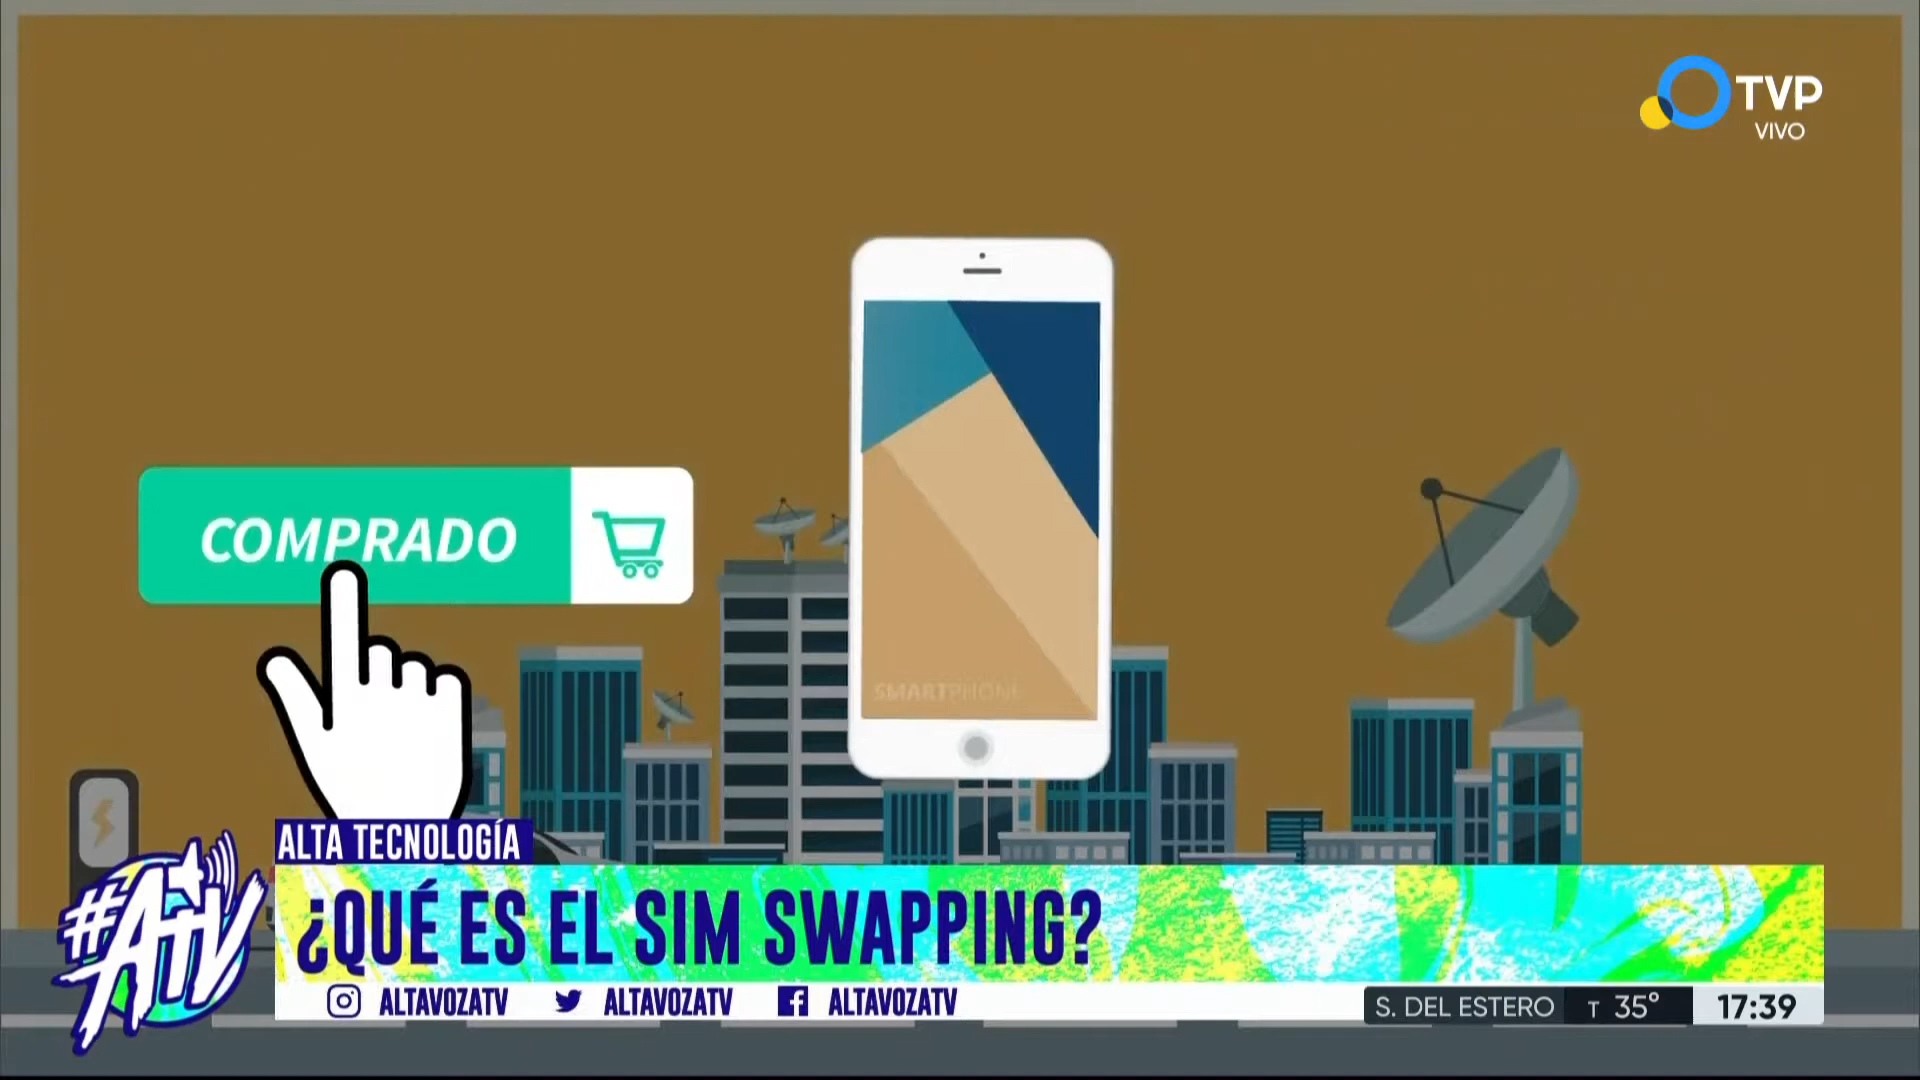 TVP
VIVO
COMPRADO
SMARTPHONE
ALTA TECNOLOGÍA
#ATV
¿QUÉ ES EL SIM SWAPPING?
ALTAVOZATV ALTAVOZATV ALTAVOZATV
S. DEL ESTERO T 35° 17:39